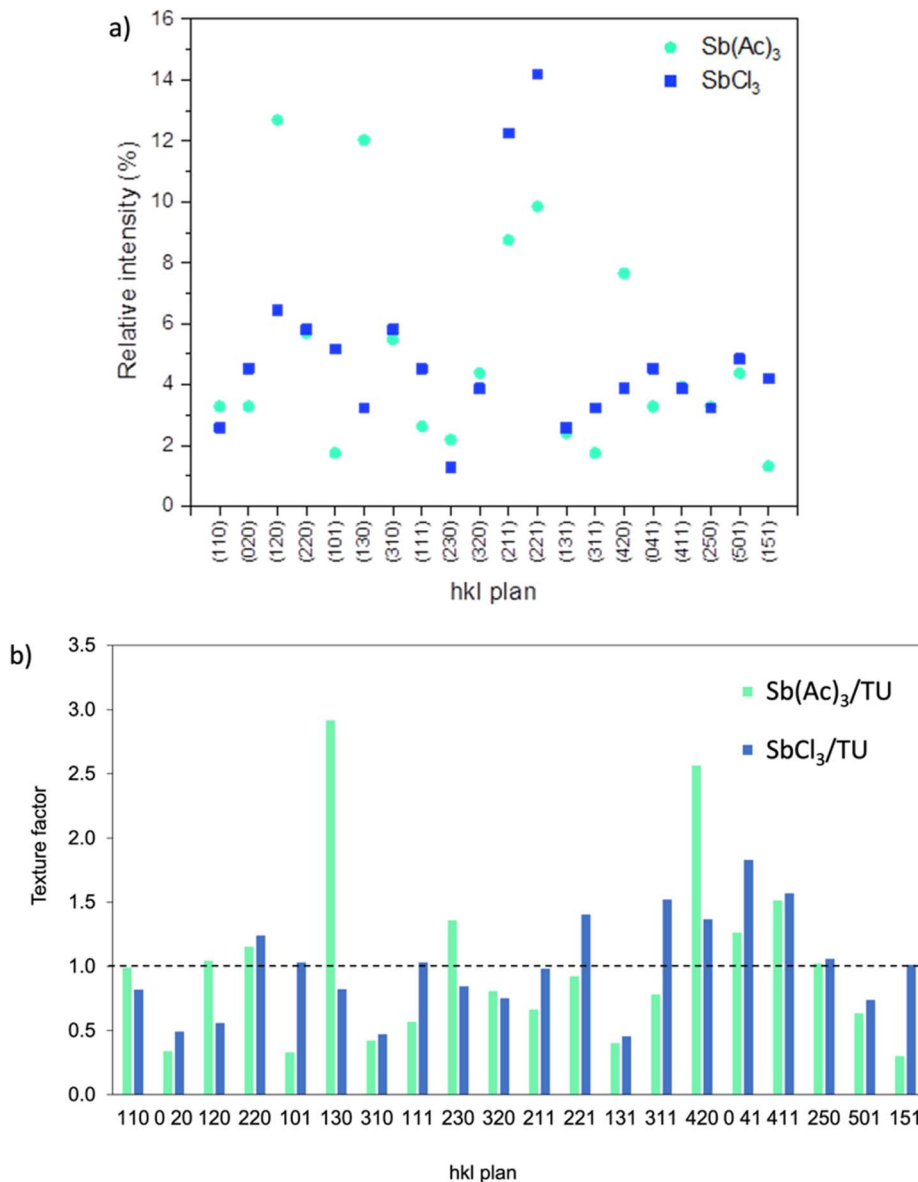 a)
16
14
12
10
8
6
4
2
0
Relative intensity (%)
Sb(Ac)₃
SbCl₃
(110) (020) (120) (220) (101) (130) (310) (111) (230) (320) (211) (221) (131) (311) (420) (041) (411) (250) (501) (151)
hkl plan
b)
3.5
3.0
2.5
2.0
1.5
1.0
0.5
0.0
Texture factor
Sb(Ac)₃/TU
SbCl₃/TU
110 0 20 120 220 101 130 310 111 230 320 211 221 131 311 420 0 41 411 250 501 151
hkl plan